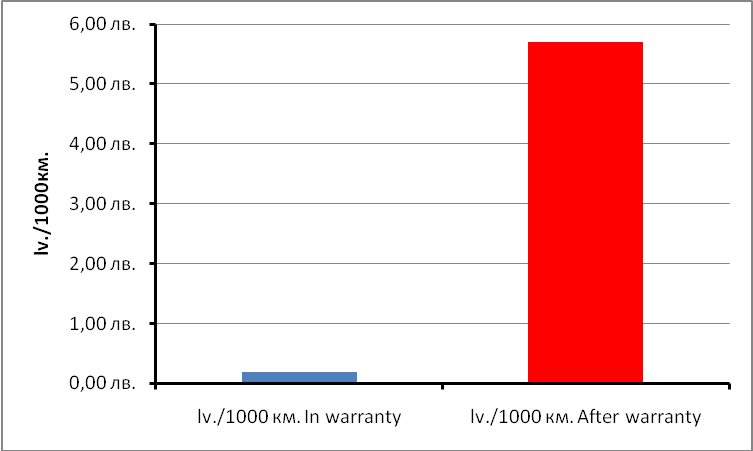 6,00 лв.
5,00 лв.
4,00 лв.
3,00 лв.
2,00 лв.
1,00 лв.
0,00 лв.
lv./1000км.
lv./1000 км. In warranty
lv./1000 км. After warranty